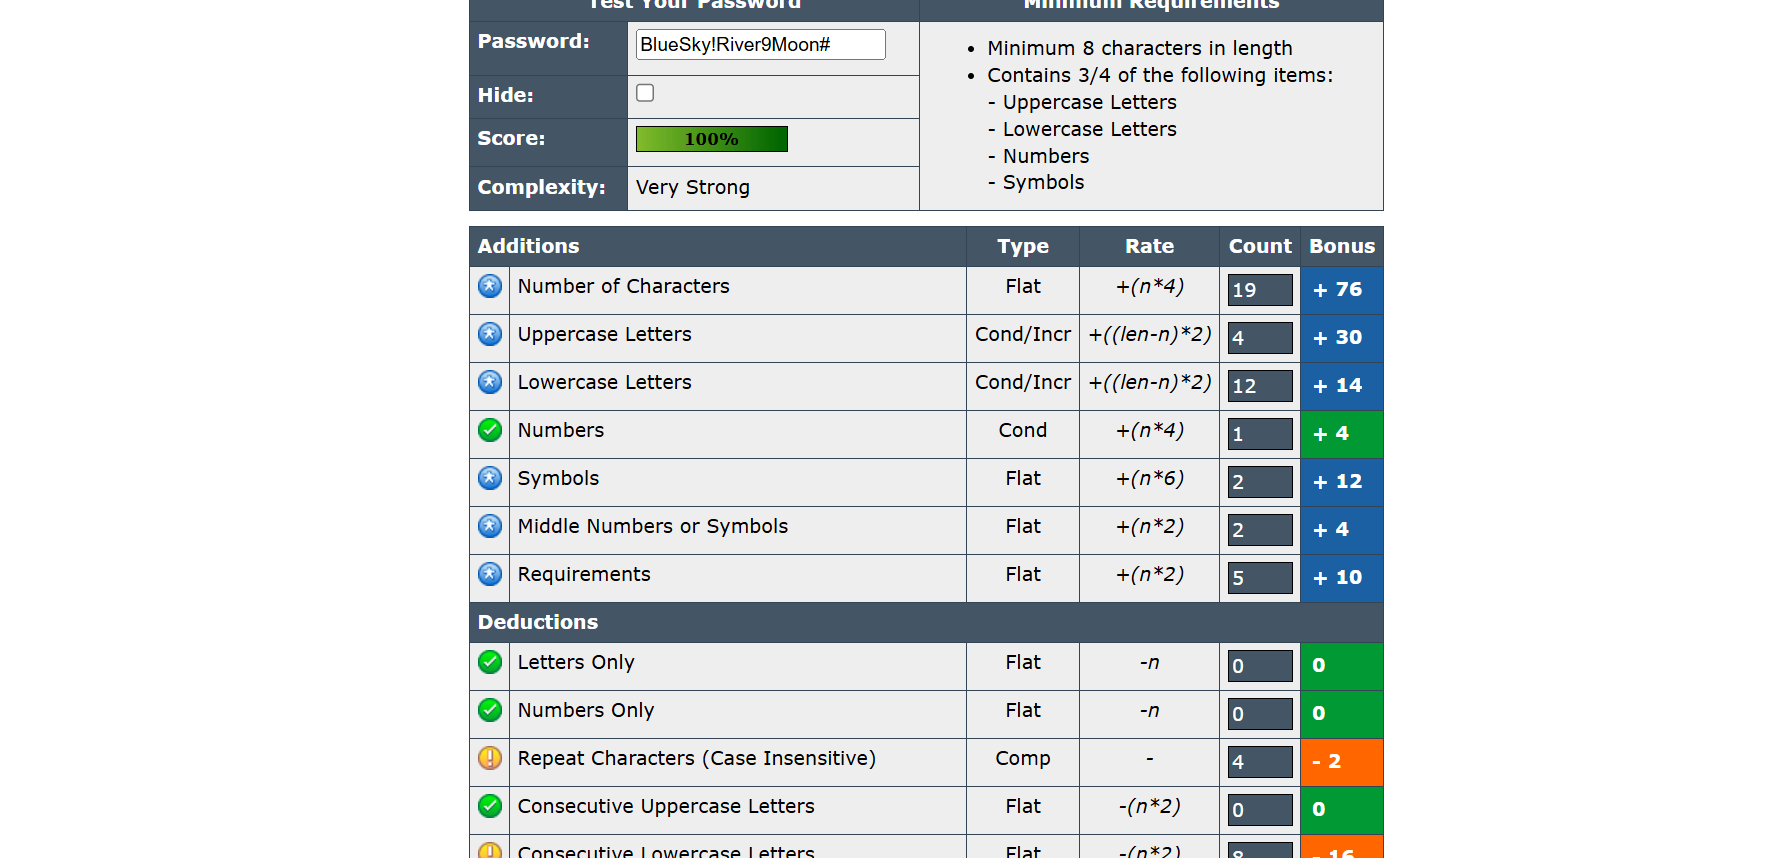 Test Your Password
Minimum Requirements
Password:
BlueSky!River9Moon#
Hide:
Score:
100%
Complexity:
Very Strong
• Minimum 8 characters in length
• Contains 3/4 of the following items:
- Uppercase Letters
- Lowercase Letters
- Numbers
- Symbols
Additions Type Rate Count Bonus
Number of Characters Flat +(n*4) 19 + 76
Uppercase Letters Cond/Incr +((len-n)*2) 4 + 30
Lowercase Letters Cond/Incr +((len-n)*2) 12 + 14
Numbers Cond +(n*4) 1 + 4
Symbols Flat +(n*6) 2 + 12
Middle Numbers or Symbols Flat +(n*2) 2 + 4
Requirements Flat +(n*2) 5 + 10
Deductions
Letters Only Flat -n 0 0
Numbers Only Flat -n 0 0
Repeat Characters (Case Insensitive) Comp - 4 - 2
Consecutive Uppercase Letters Flat -(n*2) 0 0
Consecutive Lowercase Letters Flat -(n*2) 8 - 16